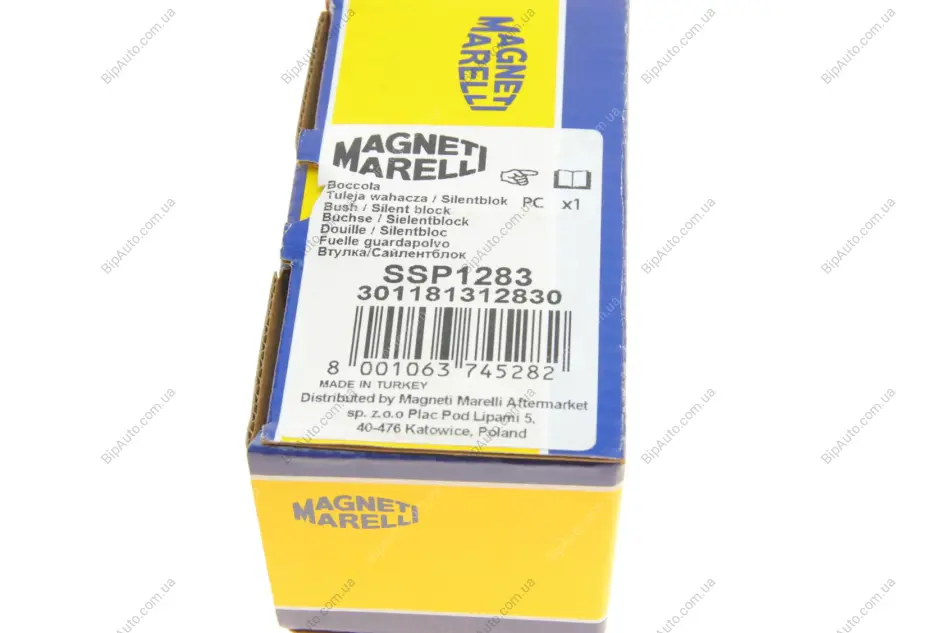 MAGNETI
MARELLI
MAGNETI
MARELLI
Boccola
Tuleja wahacza / Silentblok PC x1
Bush / Silent block
Buchse / Sielentblock
Douille / Silentbloc
Fuelle guardapolvo
Втулка/Сайлентблок
SSP1283
301181312830
8 001063 745282
MADE IN TURKEY
Distributed by Magneti Marelli Aftermarket
sp. z.o.o Plac Pod Lipami 5,
40-476 Katowice, Poland
MAGNETI
MARELLI
BipAuto.com.ua